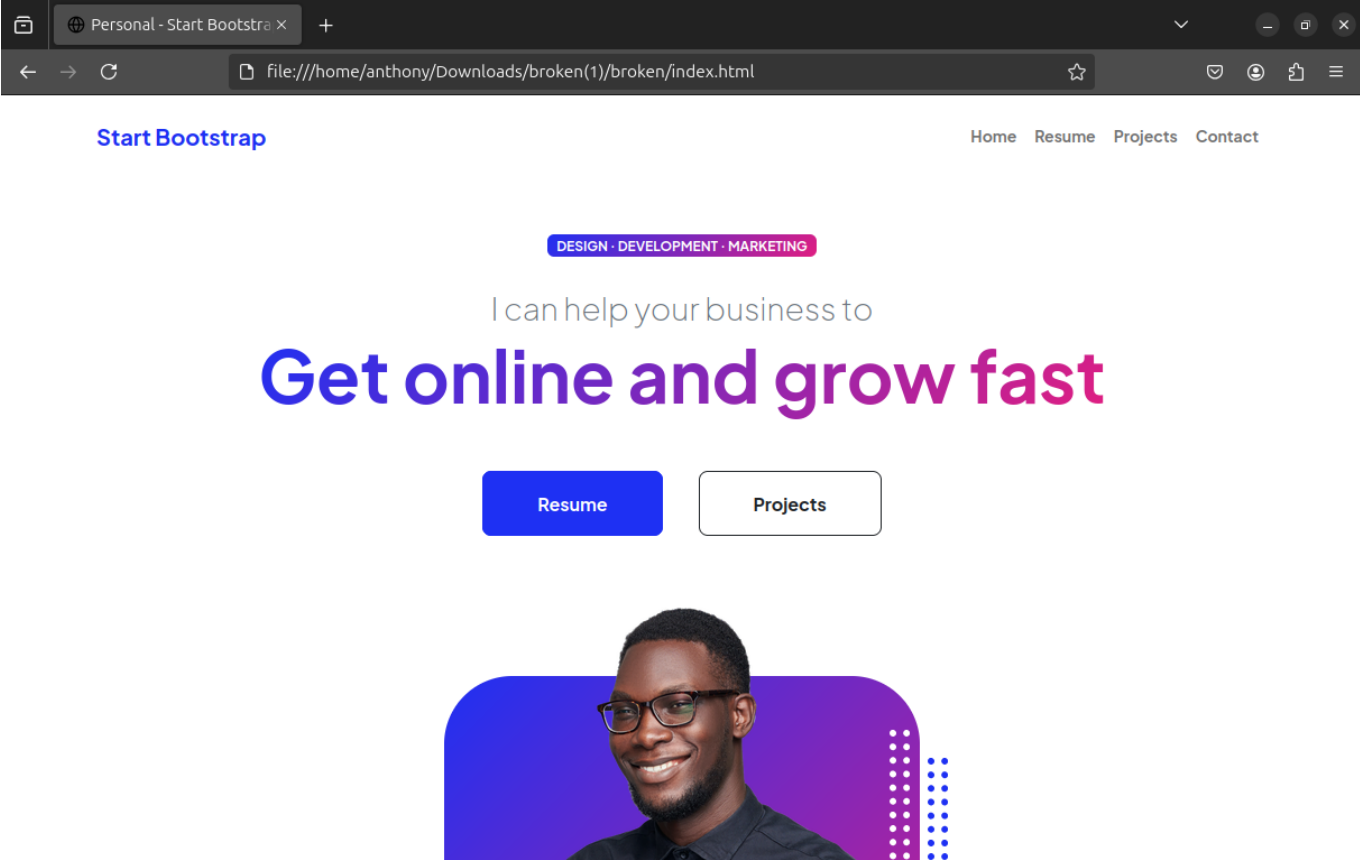 Personal - Start Bootstra
file:///home/anthony/Downloads/broken(1)/broken/index.html
Start Bootstrap
Home Resume Projects Contact
DESIGN · DEVELOPMENT · MARKETING
I can help your business to
Get online and grow fast
Resume Projects